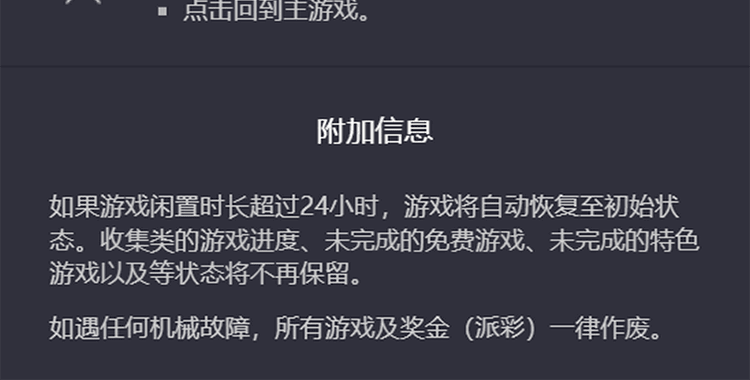 ▪ 点击回到主游戏。
附加信息
如果游戏闲置时长超过24小时，游戏将自动恢复至初始状
态。收集类的游戏进度、未完成的免费游戏、未完成的特色
游戏以及等状态将不再保留。
如遇任何机械故障，所有游戏及奖金（派彩）一律作废。